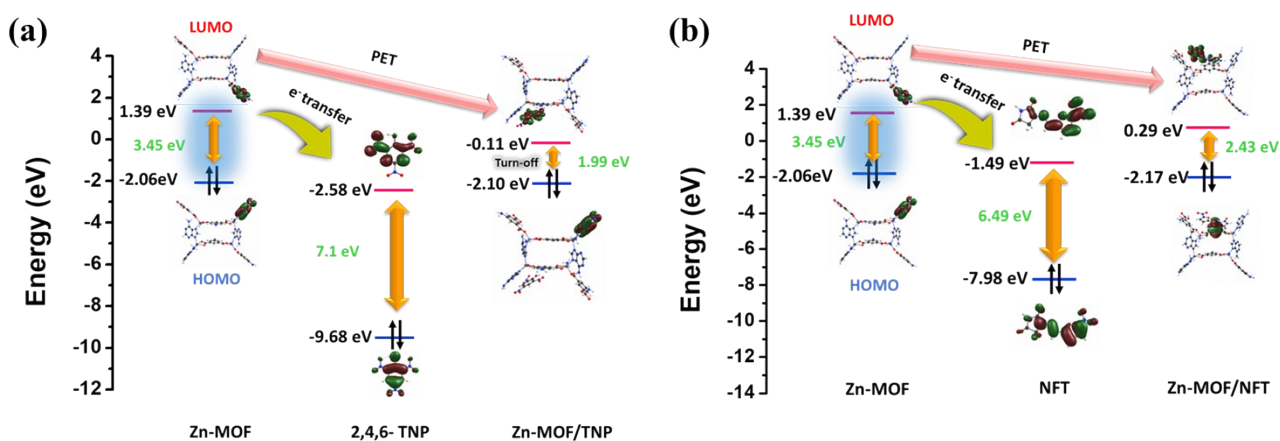 (a)
LUMO
PET
e⁻ transfer
Energy (eV)
4
2
0
-2
-4
-6
-8
-10
-12
1.39 eV
3.45 eV
-2.06eV
HOMO
-2.58 eV
7.1 eV
-9.68 eV
-0.11 eV
Turn-off
1.99 eV
-2.10 eV
Zn-MOF
2,4,6- TNP
Zn-MOF/TNP
(b)
LUMO
PET
e⁻ transfer
Energy (eV)
4
2
0
-2
-4
-6
-8
-10
-12
-14
1.39 eV
3.45 eV
-2.06 eV
HOMO
-1.49 eV
6.49 eV
-7.98 eV
0.29 eV
2.43 eV
-2.17 eV
Zn-MOF
NFT
Zn-MOF/NFT